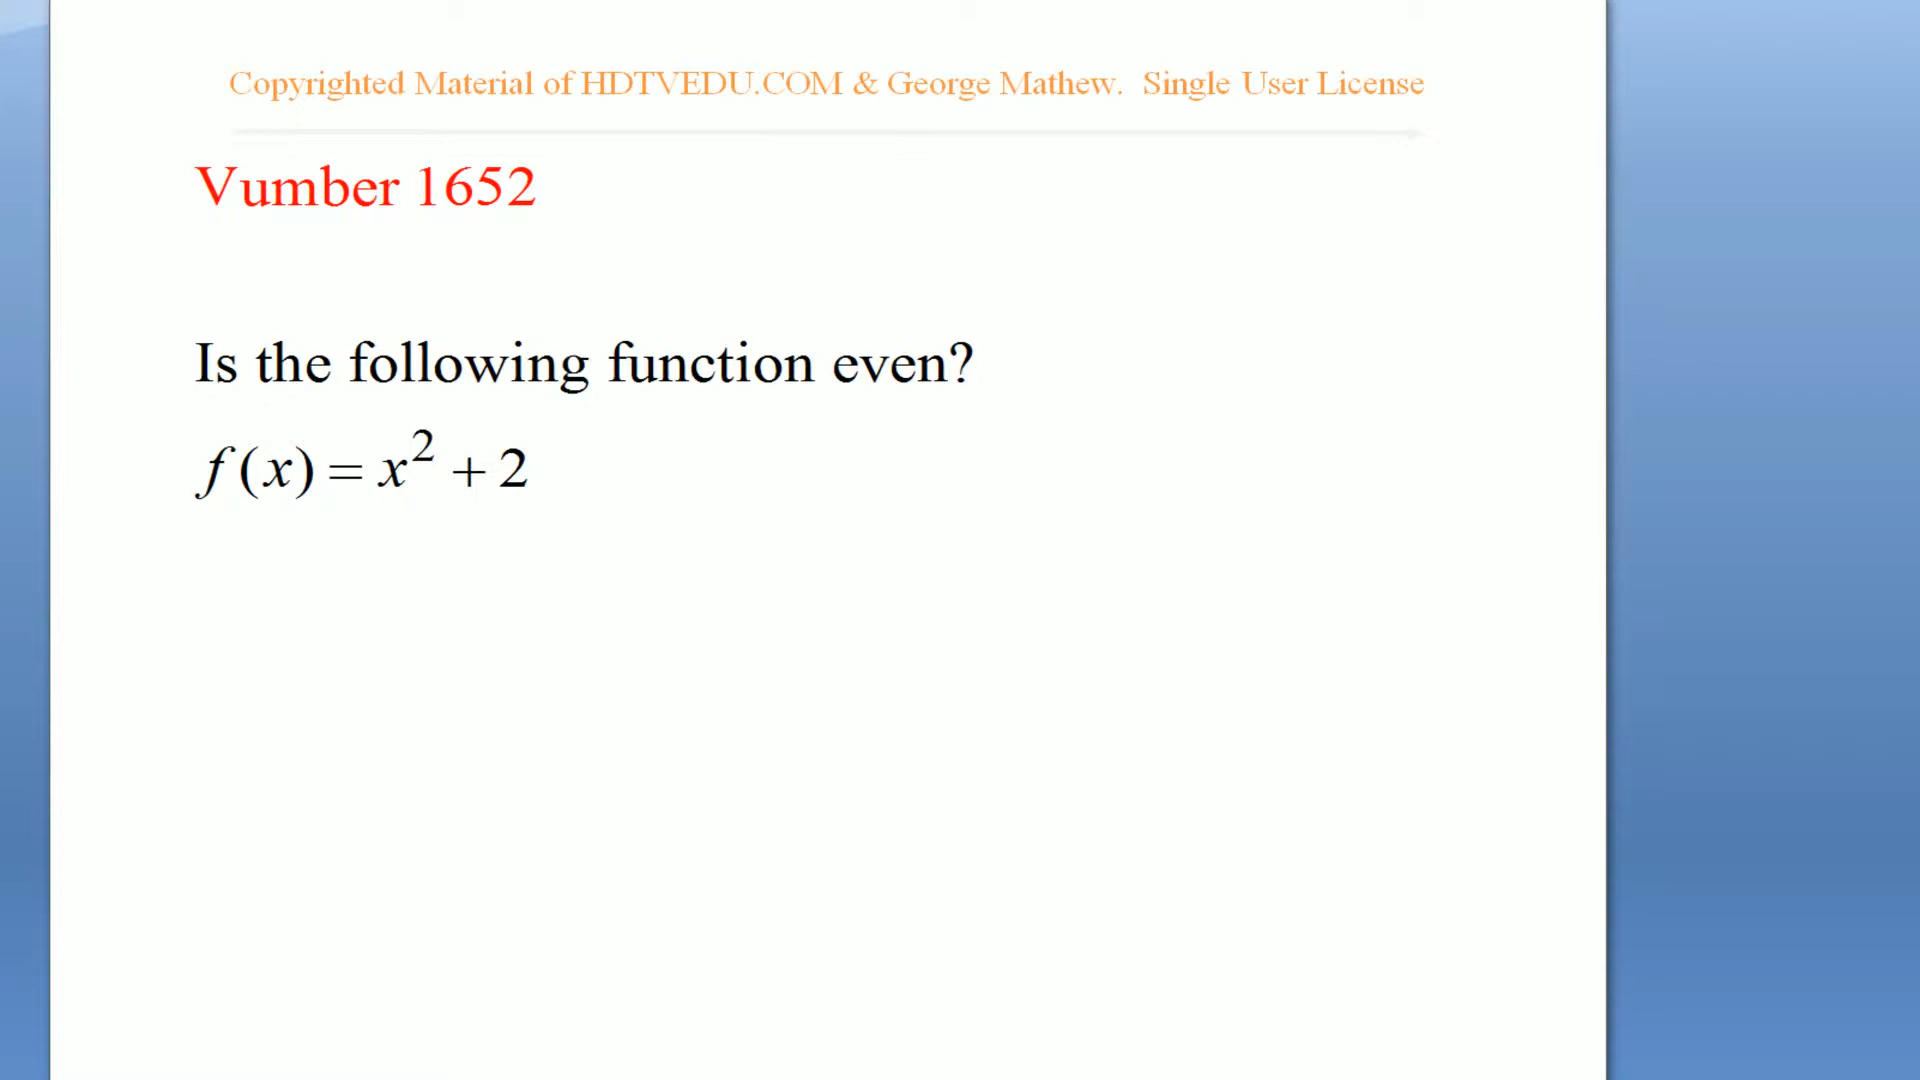 Copyrighted Material of HDTVEDU.COM & George Mathew. Single User License
Vumber 1652
Is the following function even?
f(x) = x² + 2